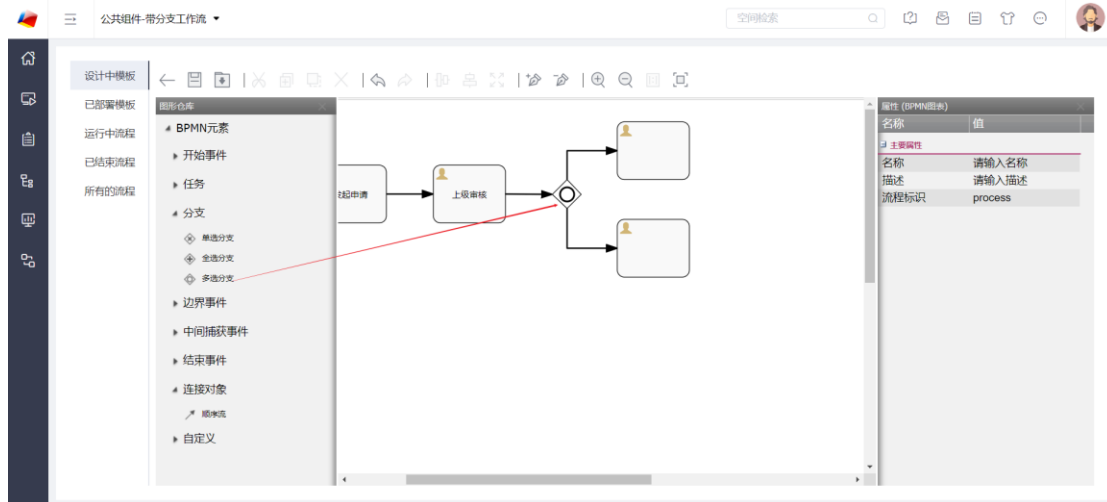 公共组件-带分支工作流
空间检索
设计中模板
已部署模板
运行中流程
已结束流程
所有的流程
图形仓库
BPMN元素
开始事件
任务
分支
单选分支
全选分支
多选分支
边界事件
中间捕获事件
结束事件
连接对象
顺序流
自定义
发起申请
上级审核
属性 (BPMN图表)
名称 值
主要属性
名称 请输入名称
描述 请输入描述
流程标识 process